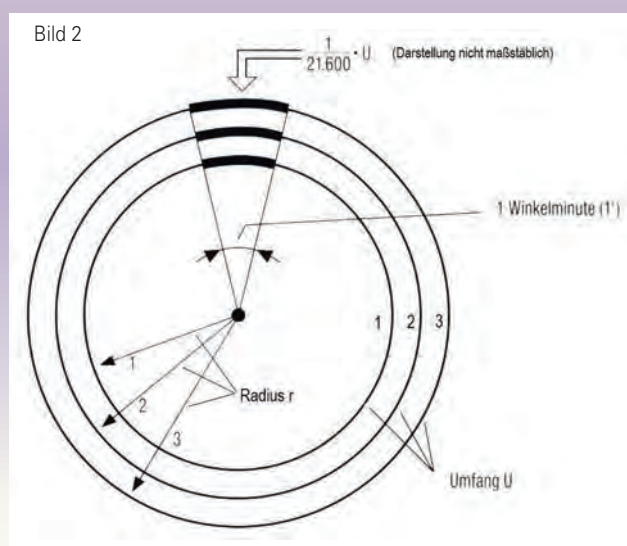 Bild 2
1/21.600 · U (Darstellung nicht maßstäblich)
1 Winkelminute (1')
1 2 3
1
2
3
Radius r
Umfang U